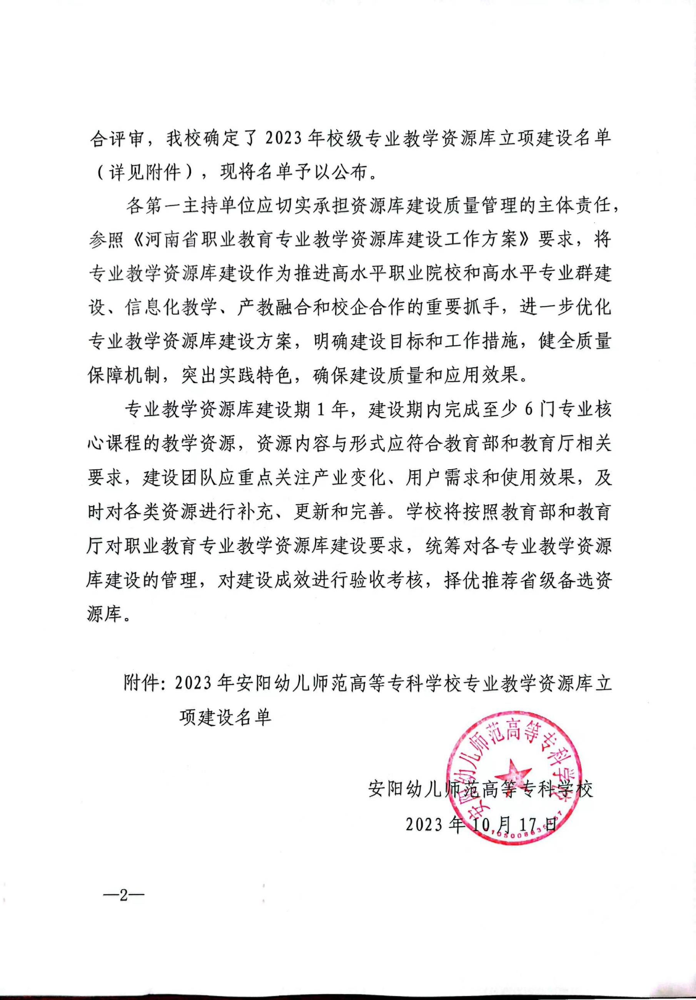 合评审，我校确定了 2023 年校级专业教学资源库立项建设名单
（详见附件），现将名单予以公布。
各第一主持单位应切实承担资源库建设质量管理的主体责任，
参照《河南省职业教育专业教学资源库建设工作方案》要求，将
专业教学资源库建设作为推进高水平职业院校和高水平专业群建
设、信息化教学、产教融合和校企合作的重要抓手，进一步优化
专业教学资源库建设方案，明确建设目标和工作措施，健全质量
保障机制，突出实践特色，确保建设质量和应用效果。
专业教学资源库建设期 1 年，建设期内完成至少 6 门专业核
心课程的教学资源，资源内容与形式应符合教育部和教育厅相关
要求，建设团队应重点关注产业变化、用户需求和使用效果，及
时对各类资源进行补充、更新和完善。学校将按照教育部和教育
厅对职业教育专业教学资源库建设要求，统筹对各专业教学资源
库建设的管理，对建设成效进行验收考核，择优推荐省级备选资
源库。
附件：2023 年安阳幼儿师范高等专科学校专业教学资源库立
项建设名单
安阳幼儿师范高等专科学校
安阳幼儿师范高等专科学校
2023 年 10 月 17 日
—2—